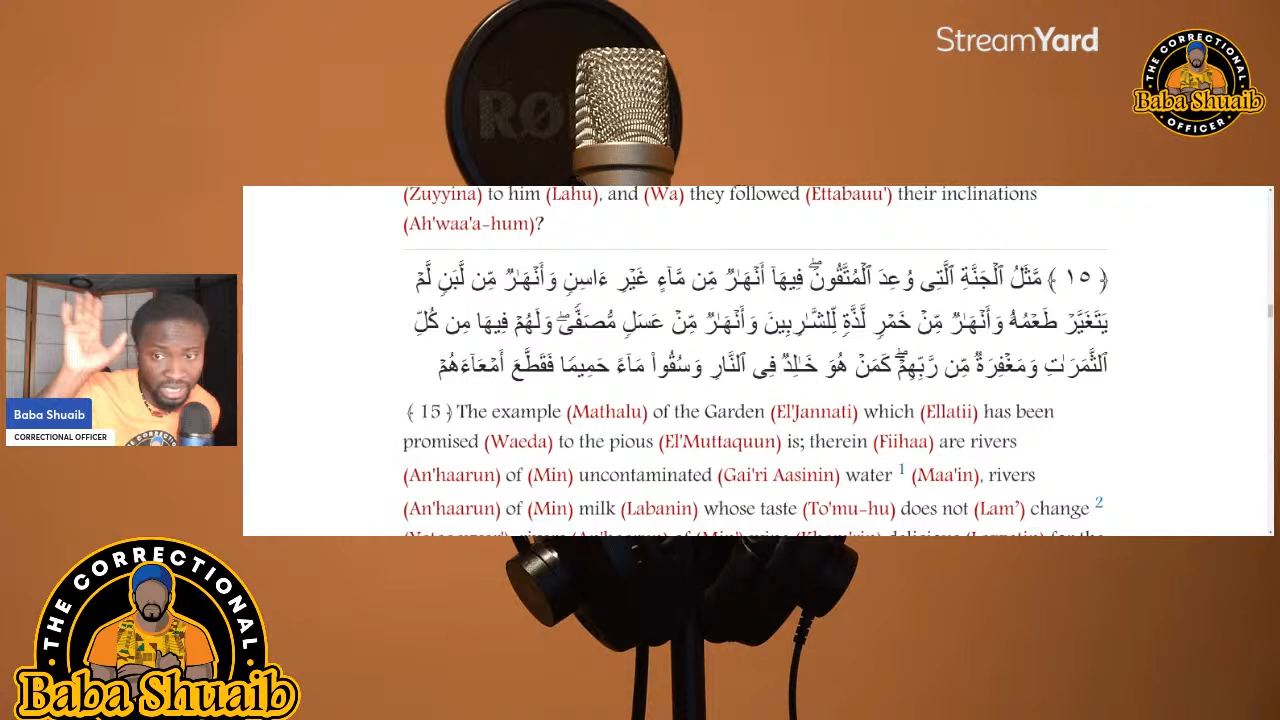 StreamYard
THE CORRECTIONAL
Baba Shuaib
OFFICER
RØ
(Zuyyina) to him (Lahu), and (Wa) they followed (Ettabauu') their inclinations
(Ah'waa'a-hum)?
﴿ ١٥ ﴾ مَّثَلُ ٱلْجَنَّةِ ٱلَّتِى وُعِدَ ٱلْمُتَّقُونَۖ فِيهَآ أَنْهَـٰرٌ مِّن مَّآءٍ غَيْرِ ءَاسِنٍ وَأَنْهَـٰرٌ مِّن لَّبَنٍ لَّمْ
يَتَغَيَّرْ طَعْمُهُۥ وَأَنْهَـٰرٌ مِّنْ خَمْرٍ لَّذَّةٍ لِّلشَّـٰرِبِينَ وَأَنْهَـٰرٌ مِّنْ عَسَلٍ مُّصَفًّىۖ وَلَهُمْ فِيهَا مِن كُلِّ
ٱلثَّمَرَٰتِ وَمَغْفِرَةٌ مِّن رَّبِّهِمْۖ كَمَنْ هُوَ خَـٰلِدٌ فِى ٱلنَّارِ وَسُقُوا۟ مَآءً حَمِيمًا فَقَطَّعَ أَمْعَآءَهُمْ
﴾ 15 ﴿ The example (Mathalu) of the Garden (El'Jannati) which (Ellatii) has been
promised (Waeda) to the pious (El'Muttaquun) is; therein (Fiihaa) are rivers
(An'haarun) of (Min) uncontaminated (Gai'ri Aasinin) water 1 (Maa'in), rivers
(An'haarun) of (Min) milk (Labanin) whose taste (To'mu-hu) does not (Lam’) change 2
Baba Shuaib
CORRECTIONAL OFFICER
THE CORRECTIONAL
Baba Shuaib